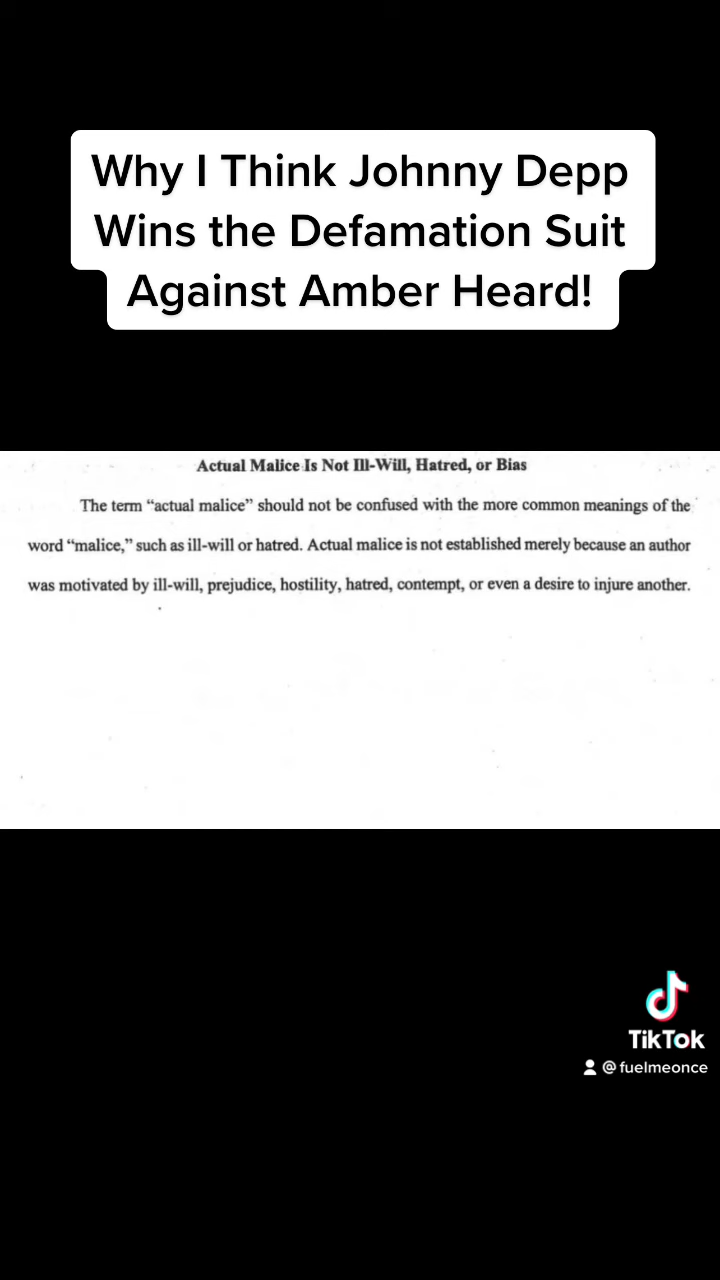 Why I Think Johnny Depp
Wins the Defamation Suit
Against Amber Heard!
Actual Malice Is Not Ill-Will, Hatred, or Bias
The term “actual malice” should not be confused with the more common meanings of the
word “malice,” such as ill-will or hatred. Actual malice is not established merely because an author
was motivated by ill-will, prejudice, hostility, hatred, contempt, or even a desire to injure another.
TikTok
@fuelmeonce